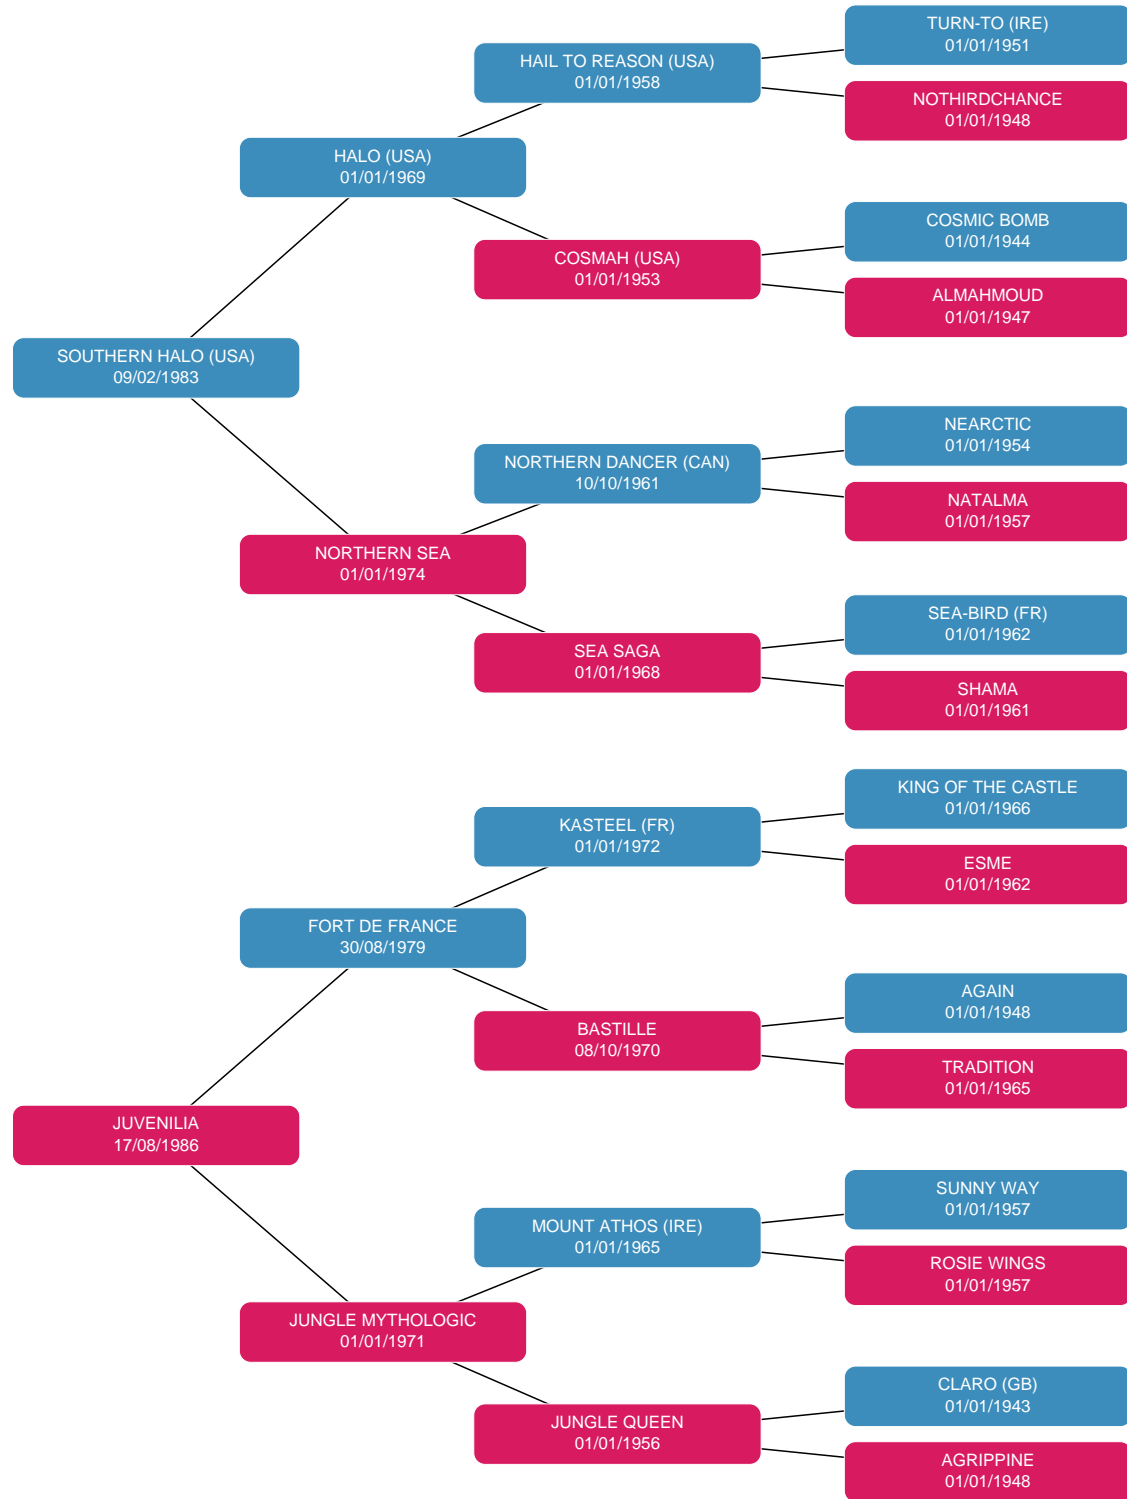 TURN-TO (IRE)
01/01/1951
HAIL TO REASON (USA)
01/01/1958
NOTHIRDCHANCE
01/01/1948
HALO (USA)
01/01/1969
COSMIC BOMB
01/01/1944
COSMAH (USA)
01/01/1953
ALMAHMOUD
01/01/1947
SOUTHERN HALO (USA)
09/02/1983
NEARCTIC
01/01/1954
NORTHERN DANCER (CAN)
10/10/1961
NATALMA
01/01/1957
NORTHERN SEA
01/01/1974
SEA-BIRD (FR)
01/01/1962
SEA SAGA
01/01/1968
SHAMA
01/01/1961
KING OF THE CASTLE
01/01/1966
KASTEEL (FR)
01/01/1972
ESME
01/01/1962
FORT DE FRANCE
30/08/1979
AGAIN
01/01/1948
BASTILLE
08/10/1970
TRADITION
01/01/1965
JUVENILIA
17/08/1986
SUNNY WAY
01/01/1957
MOUNT ATHOS (IRE)
01/01/1965
ROSIE WINGS
01/01/1957
JUNGLE MYTHOLOGIC
01/01/1971
CLARO (GB)
01/01/1943
JUNGLE QUEEN
01/01/1956
AGRIPPINE
01/01/1948